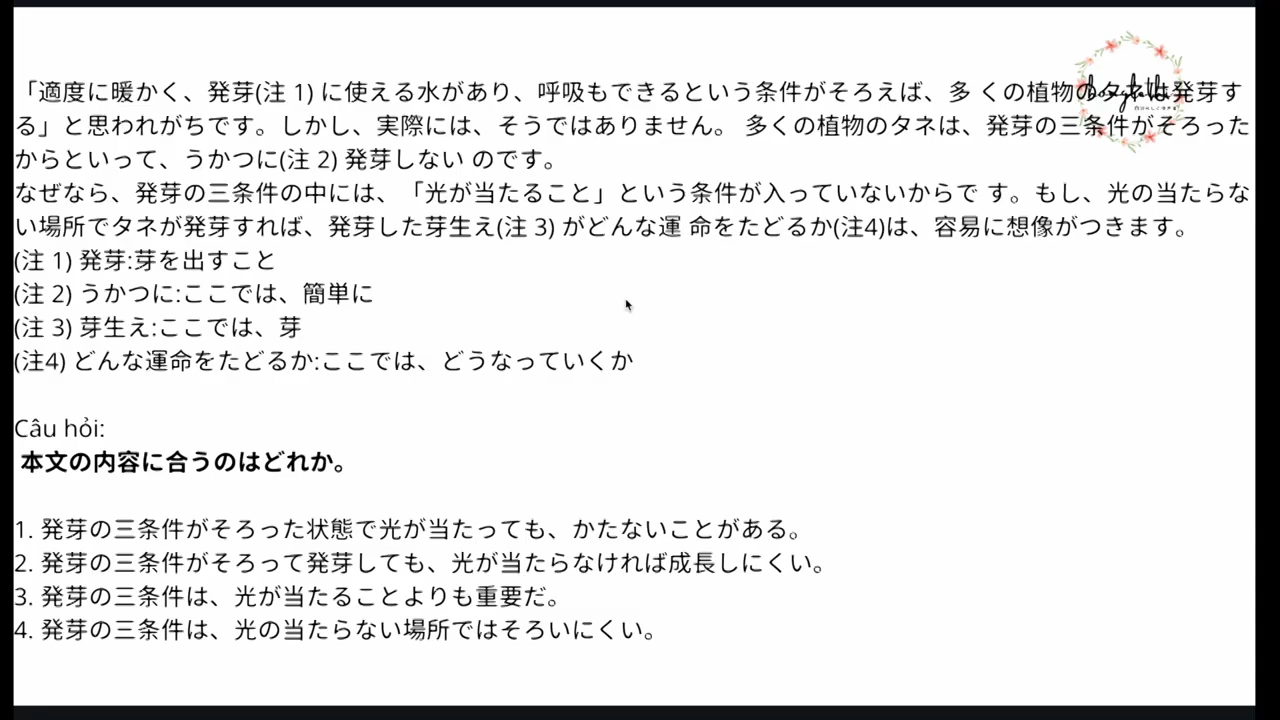 「適度に暖かく、発芽(注 1) に使える水があり、呼吸もできるという条件がそろえば、多 くの植物のタネは発芽す
る」と思われがちです。しかし、実際には、そうではありません。 多くの植物のタネは、発芽の三条件がそろった
からといって、うかつに(注 2) 発芽しない のです。
なぜなら、発芽の三条件の中には、「光が当たること」という条件が入っていないからで す。もし、光の当たらな
い場所でタネが発芽すれば、発芽した芽生え(注 3) がどんな運 命をたどるか(注4)は、容易に想像がつきます。
(注 1) 発芽:芽を出すこと
(注 2) うかつに:ここでは、簡単に
(注 3) 芽生え:ここでは、芽
(注4) どんな運命をたどるか:ここでは、どうなっていくか
Câu hỏi:
本文の内容に合うのはどれか。
1. 発芽の三条件がそろった状態で光が当たっても、かたないことがある。
2. 発芽の三条件がそろって発芽しても、光が当たらなければ成長しにくい。
3. 発芽の三条件は、光が当たることよりも重要だ。
4. 発芽の三条件は、光の当たらない場所ではそろいにくい。